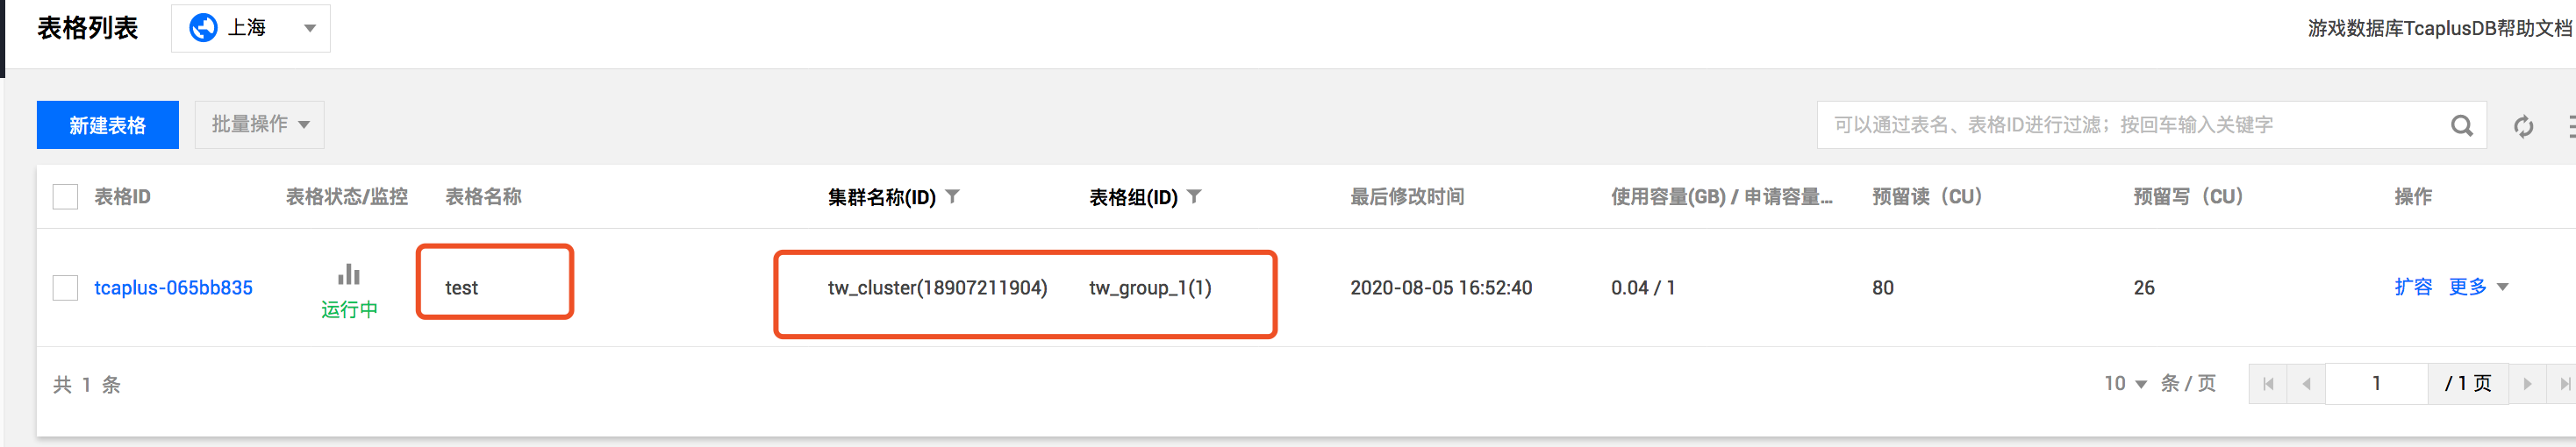 表格列表 上海 游戏数据库TcaplusDB帮助文档
新建表格 批量操作 可以通过表名、表格ID进行过滤；按回车输入关键字
表格ID 表格状态/监控 表格名称 集群名称(ID) 表格组(ID) 最后修改时间 使用容量(GB) / 申请容量... 预留读（CU） 预留写（CU） 操作
tcaplus-065bb835 运行中 test tw_cluster(18907211904) tw_group_1(1) 2020-08-05 16:52:40 0.04 / 1 80 26 扩容 更多
共 1 条 10 条 / 页 1 / 1 页